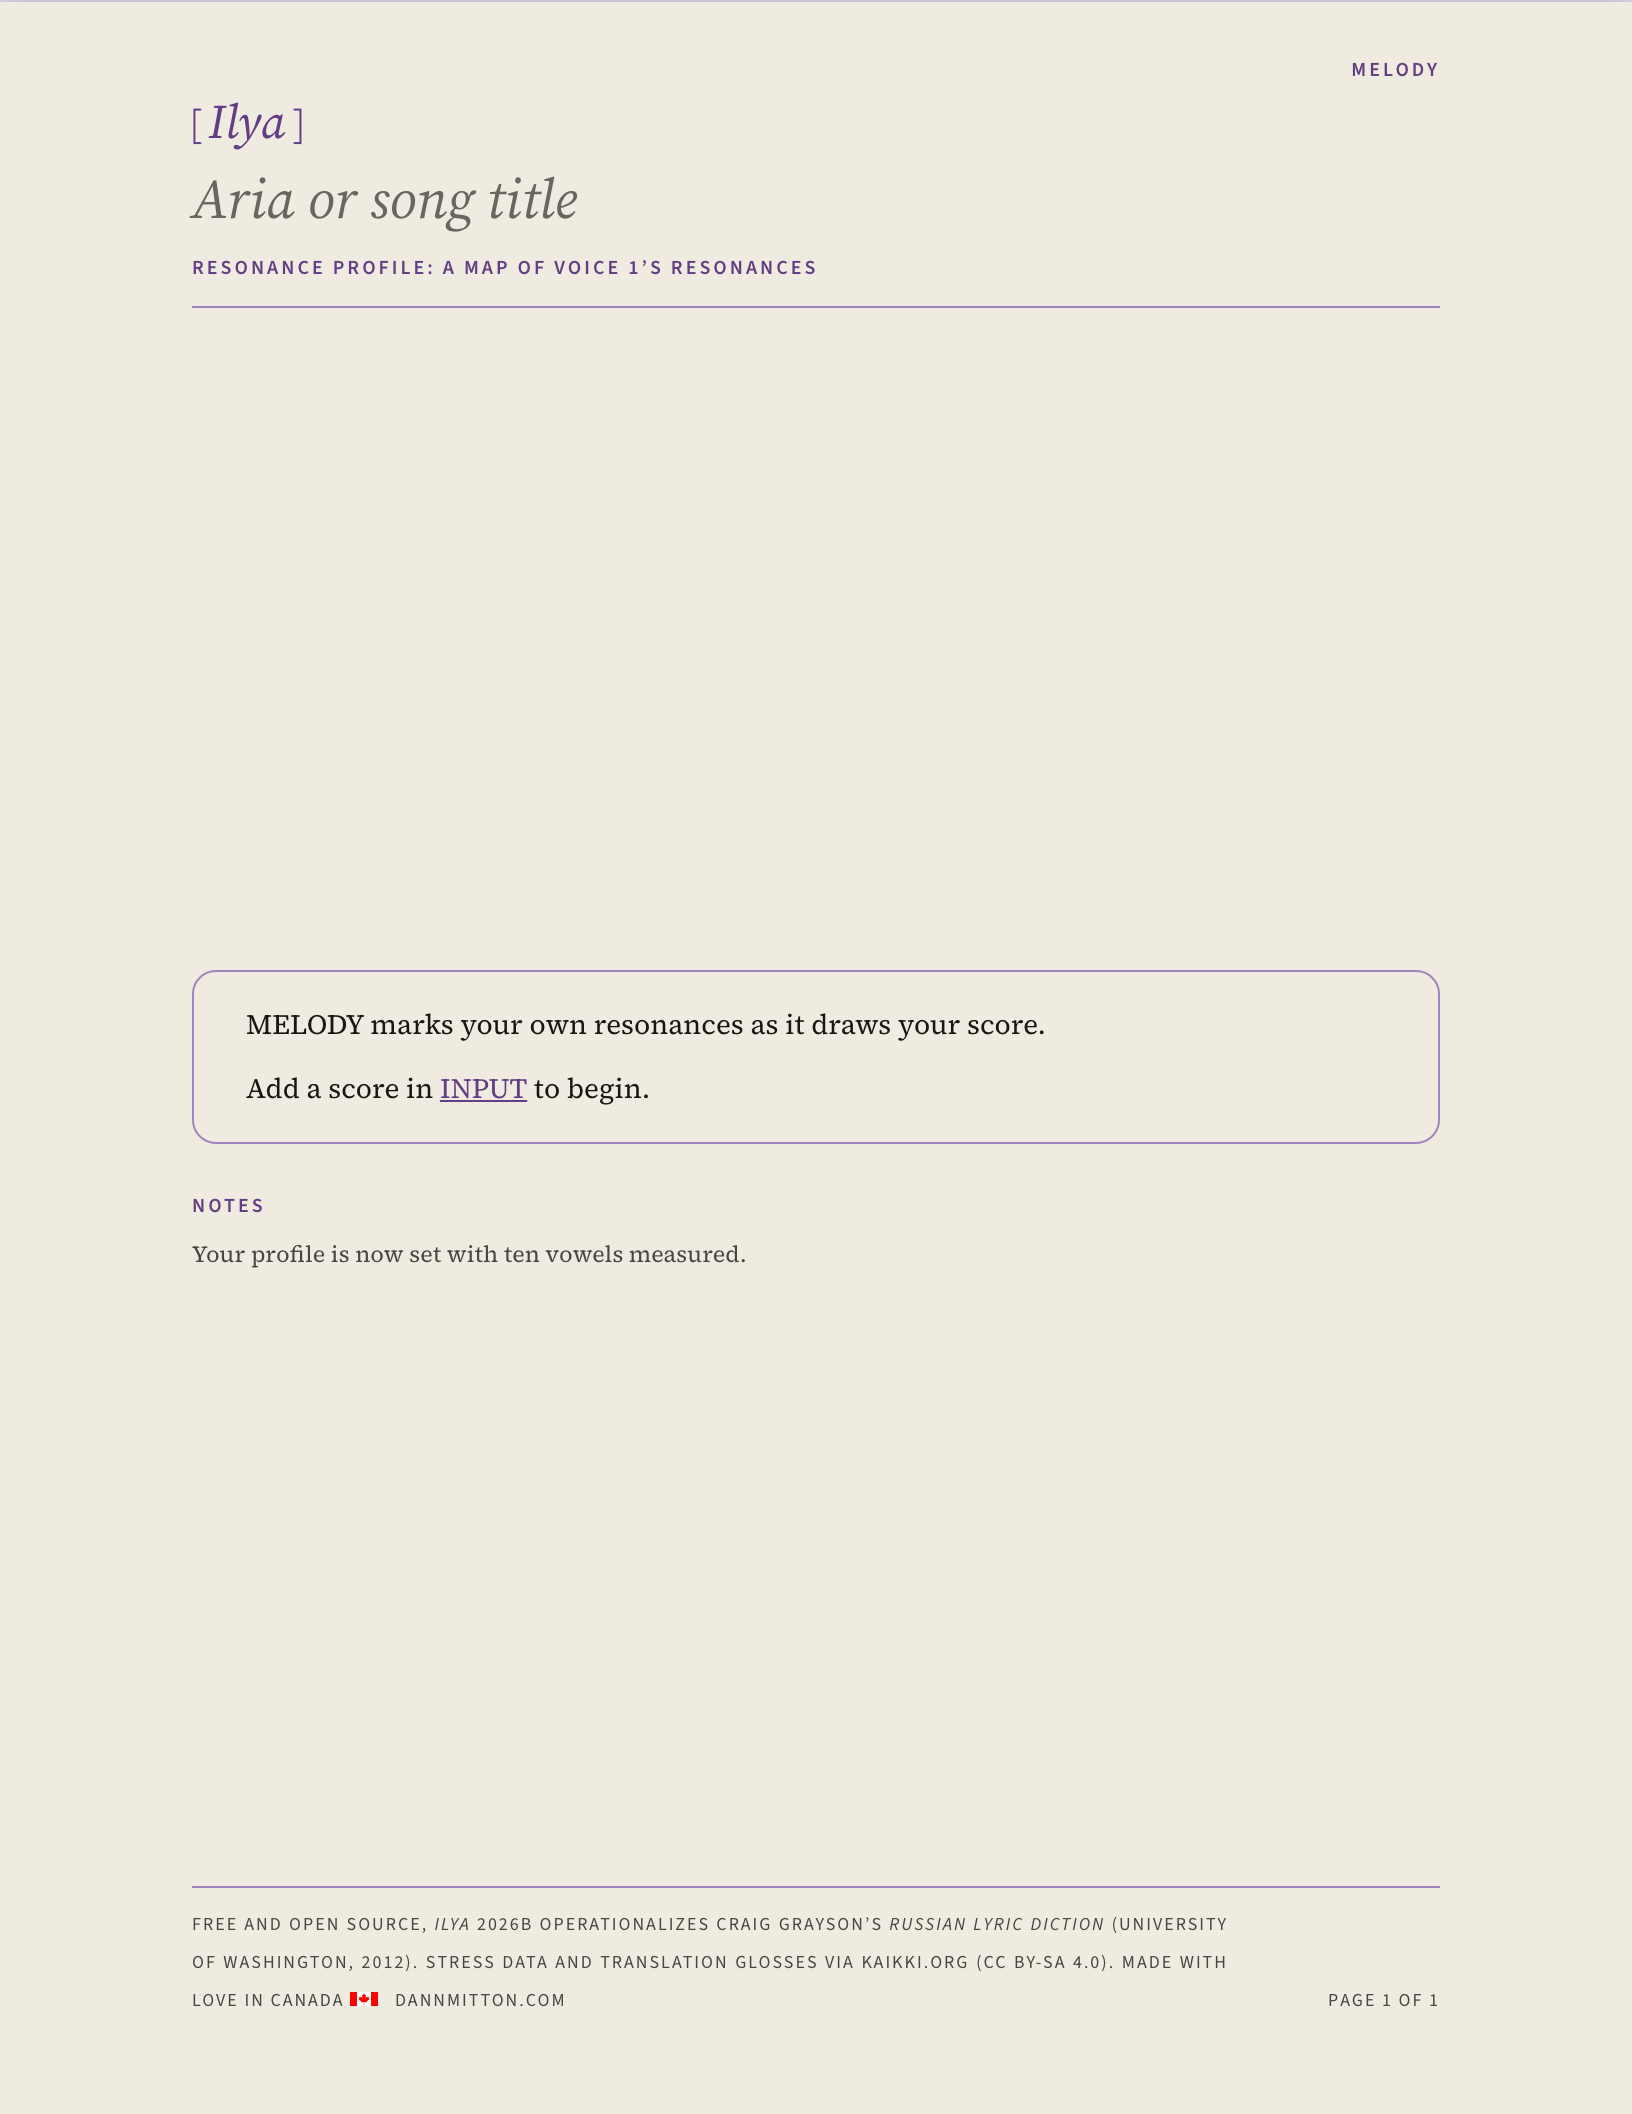 MELODY
[Ilya]
Aria or song title
RESONANCE PROFILE: A MAP OF VOICE 1’S RESONANCES
MELODY marks your own resonances as it draws your score.
Add a score in INPUT to begin.
NOTES
Your profile is now set with ten vowels measured.
FREE AND OPEN SOURCE, ILYA 2026B OPERATIONALIZES CRAIG GRAYSON’S RUSSIAN LYRIC DICTION (UNIVERSITY
OF WASHINGTON, 2012). STRESS DATA AND TRANSLATION GLOSSES VIA KAIKKI.ORG (CC BY-SA 4.0). MADE WITH
LOVE IN CANADA 🇨🇦 DANNMITTON.COM
PAGE 1 OF 1